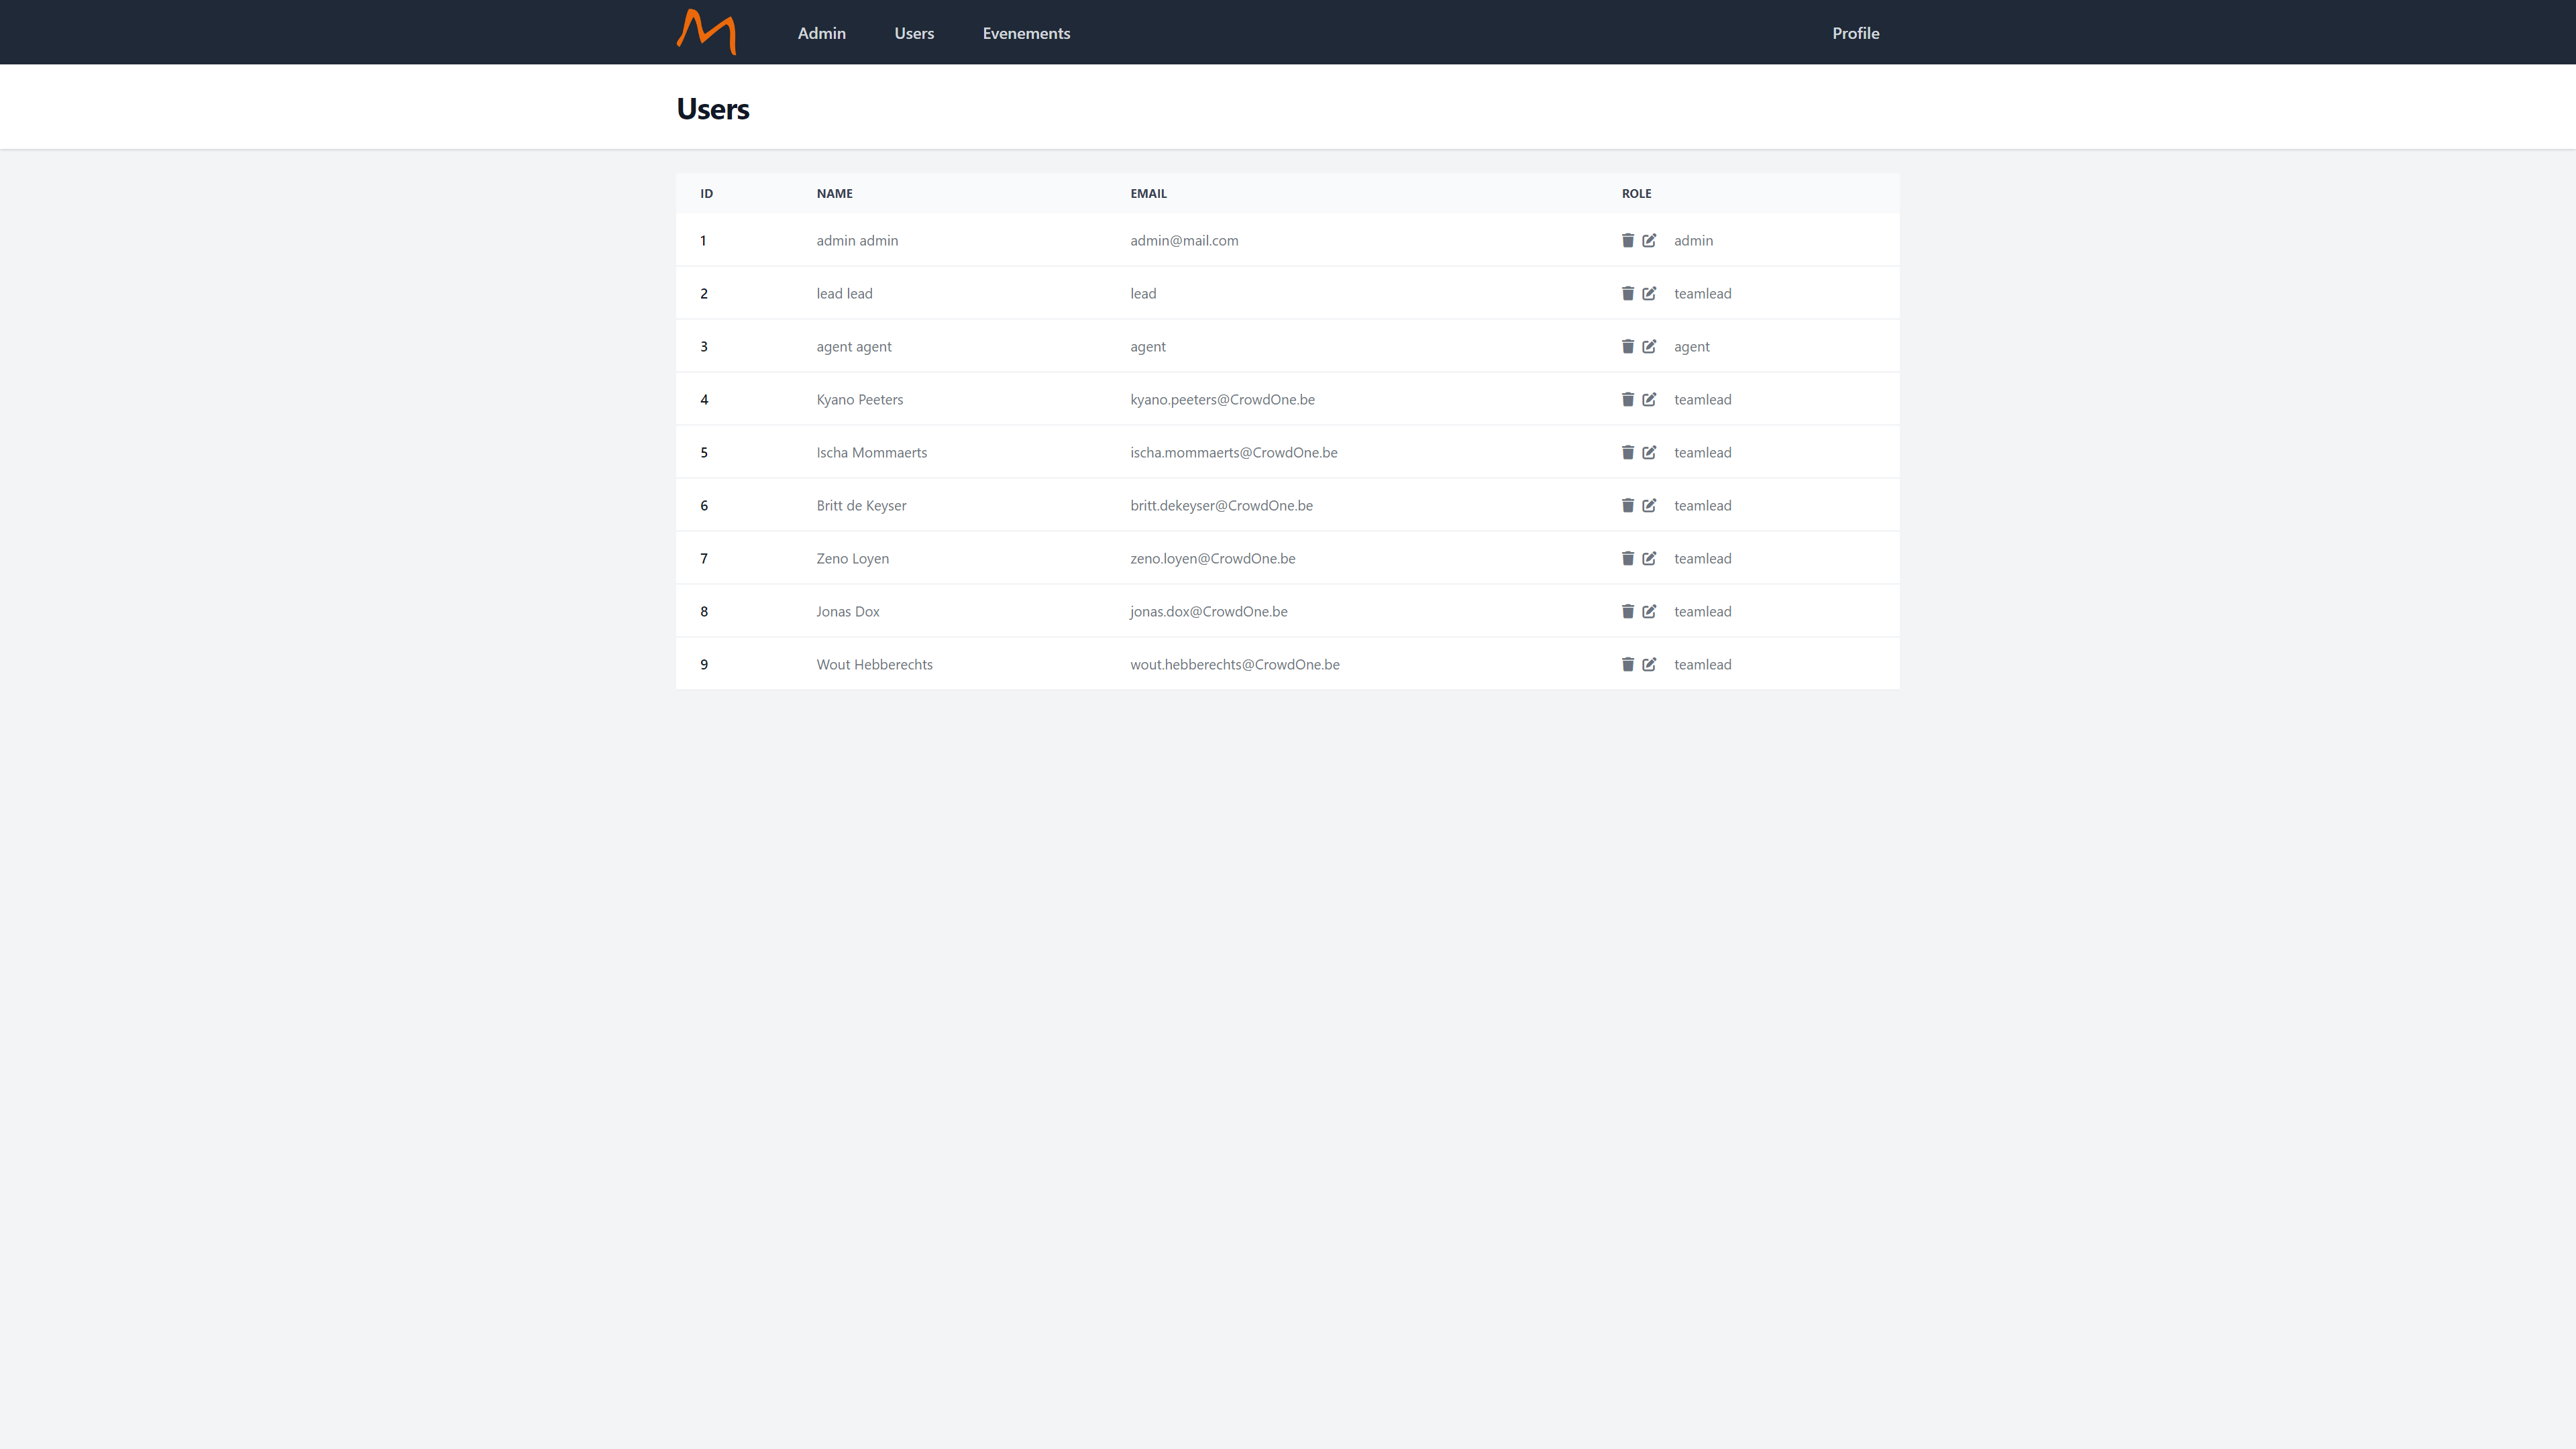 Admin Users Evenements Profile
Users
ID NAME EMAIL ROLE
1 admin admin admin@mail.com admin
2 lead lead lead teamlead
3 agent agent agent agent
4 Kyano Peeters kyano.peeters@CrowdOne.be teamlead
5 Ischa Mommaerts ischa.mommaerts@CrowdOne.be teamlead
6 Britt de Keyser britt.dekeyser@CrowdOne.be teamlead
7 Zeno Loyen zeno.loyen@CrowdOne.be teamlead
8 Jonas Dox jonas.dox@CrowdOne.be teamlead
9 Wout Hebberechts wout.hebberechts@CrowdOne.be teamlead